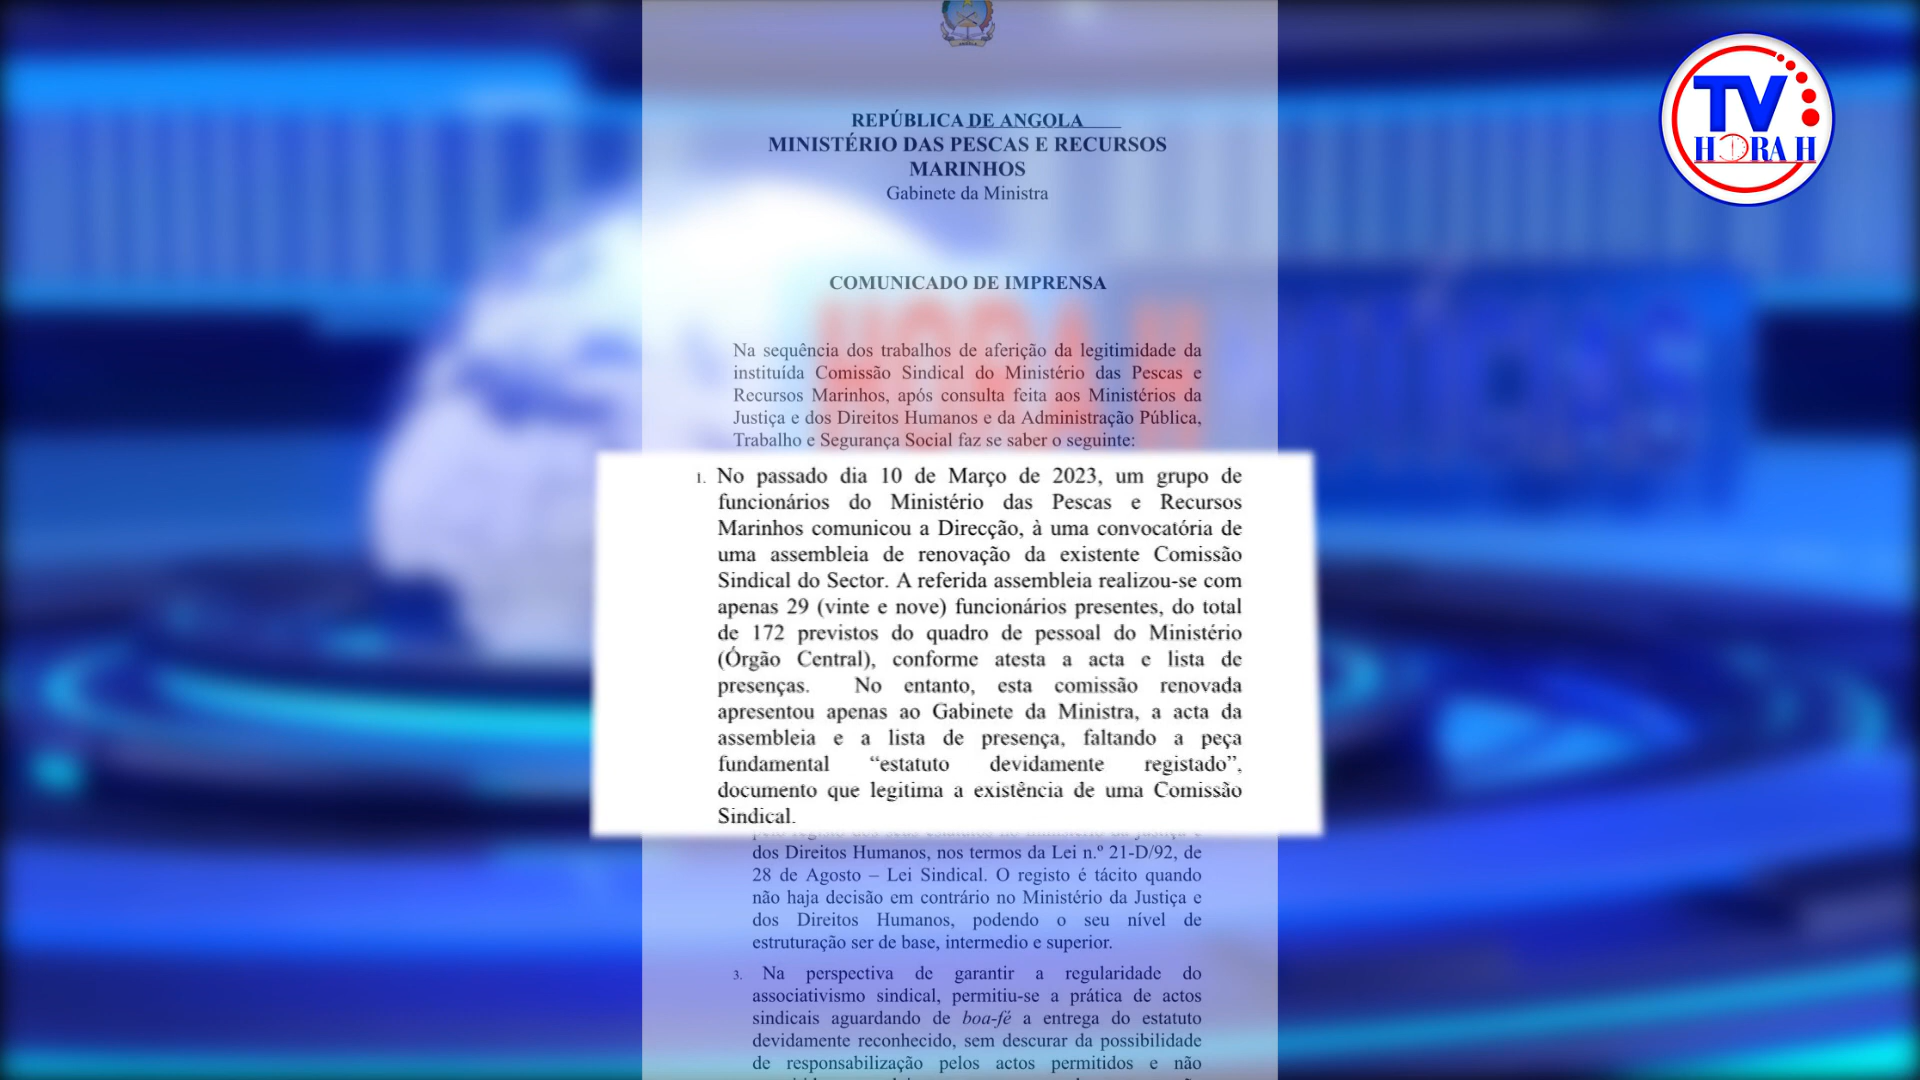 REPÚBLICA DE ANGOLA
MINISTÉRIO DAS PESCAS E RECURSOS
MARINHOS
Gabinete da Ministra
TV
HORA H
COMUNICADO DE IMPRENSA
HORA H
Na sequência dos trabalhos de aferição da legitimidade da
instituída Comissão Sindical do Ministério das Pescas e
Recursos Marinhos, após consulta feita aos Ministérios da
Justiça e dos Direitos Humanos e da Administração Pública,
Trabalho e Segurança Social faz se saber o seguinte:
1. No passado dia 10 de Março de 2023, um grupo de
funcionários do Ministério das Pescas e Recursos
Marinhos comunicou a Direcção, à uma convocatória de
uma assembleia de renovação da existente Comissão
Sindical do Sector. A referida assembleia realizou-se com
apenas 29 (vinte e nove) funcionários presentes, do total
de 172 previstos do quadro de pessoal do Ministério
(Órgão Central), conforme atesta a acta e lista de
presenças. No entanto, esta comissão renovada
apresentou apenas ao Gabinete da Ministra, a acta da
assembleia e a lista de presença, faltando a peça
fundamental “estatuto devidamente registado”,
documento que legitima a existência de uma Comissão
Sindical.
dos Direitos Humanos, nos termos da Lei n.º 21-D/92, de
28 de Agosto – Lei Sindical. O registo é tácito quando
não haja decisão em contrário no Ministério da Justiça e
dos Direitos Humanos, podendo o seu nível de
estruturação ser de base, intermedio e superior.
3. Na perspectiva de garantir a regularidade do
associativismo sindical, permitiu-se a prática de actos
sindicais aguardando de boa-fé a entrega do estatuto
devidamente reconhecido, sem descurar da possibilidade
de responsabilização pelos actos permitidos e não